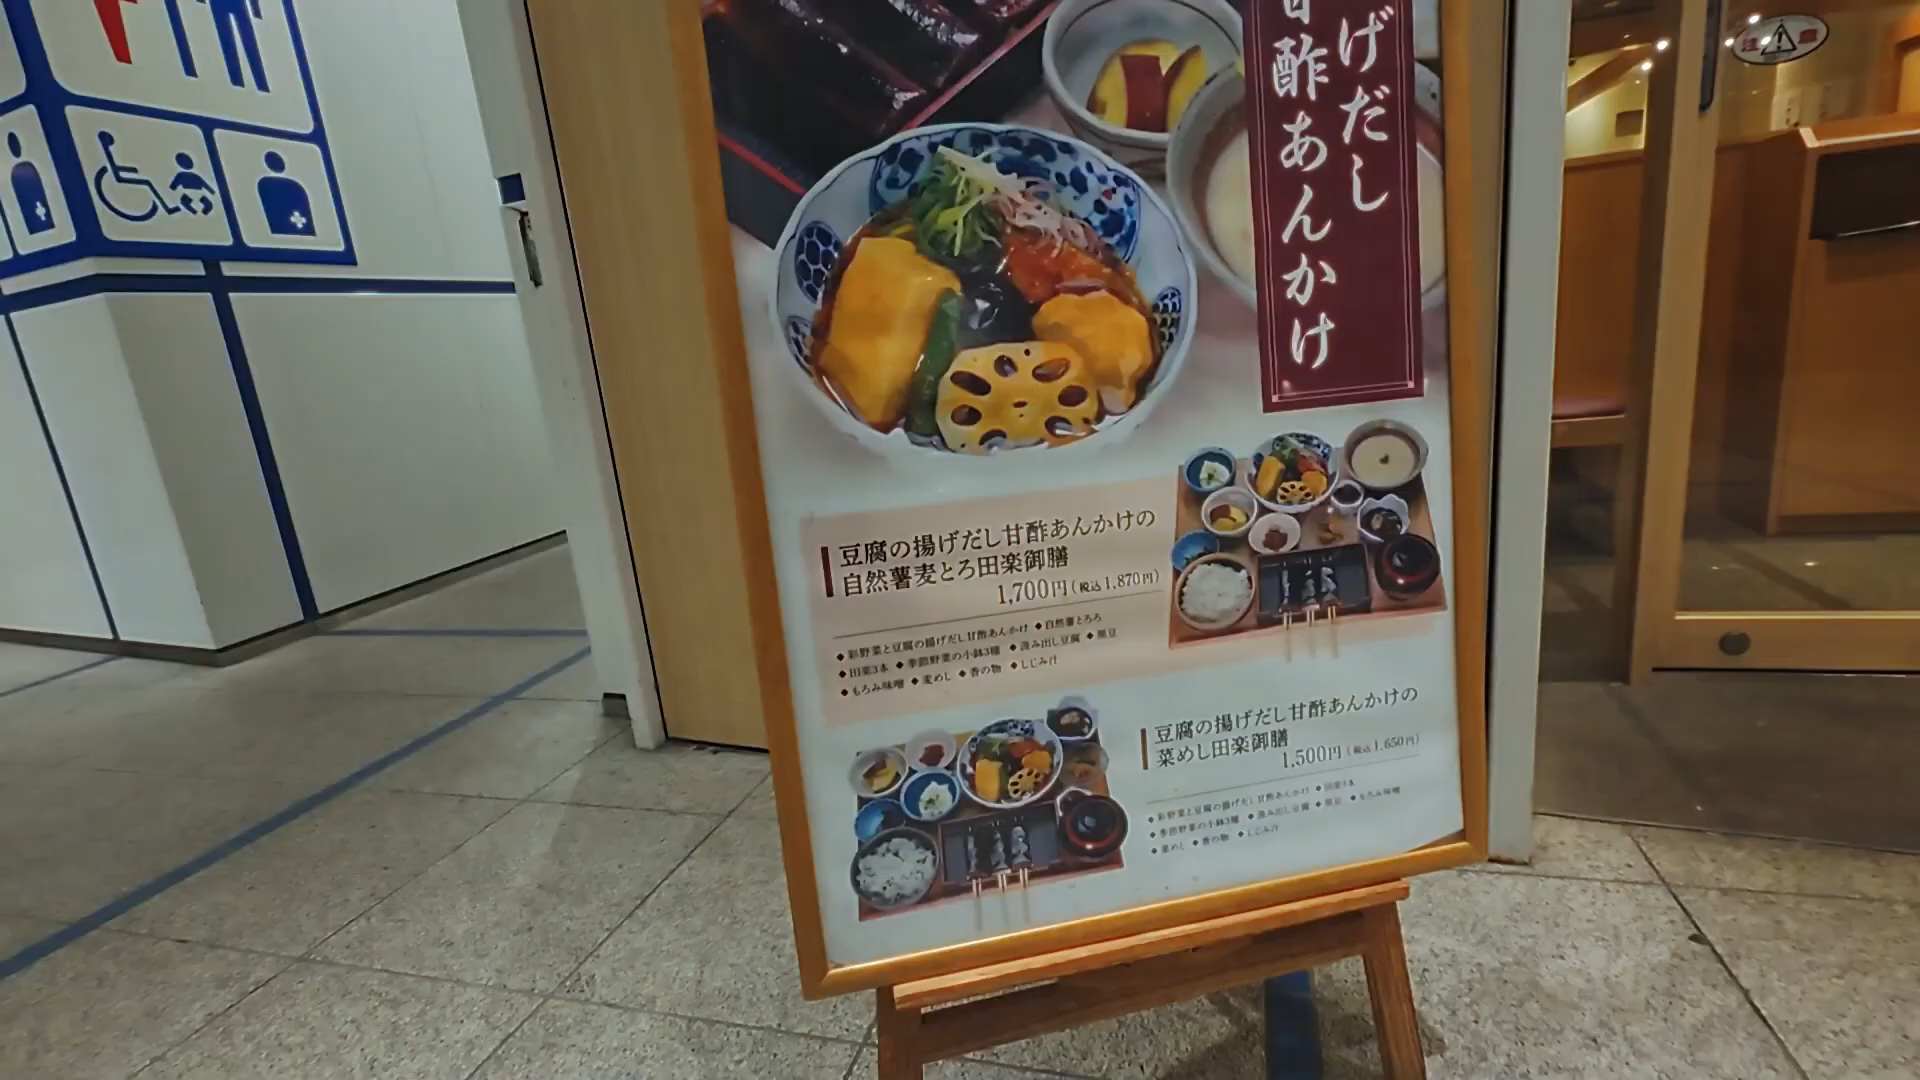 げだし
甘酢あんかけ
注 意
豆腐の揚げだし甘酢あんかけの
自然薯麦とろ田楽御膳
1,700円(税込1,870円)
◆彩野菜と豆腐の揚げだし甘酢あんかけ ◆自然薯とろろ
◆田楽3本 ◆季節野菜の小鉢3種 ◆汲み出し豆腐 ◆黒豆
◆もろみ味噌 ◆麦めし ◆香の物 ◆しじみ汁
豆腐の揚げだし甘酢あんかけの
菜めし田楽御膳
1,500円(税込1,650円)
◆彩野菜と豆腐の揚げだし甘酢あんかけ ◆田楽3本
◆季節野菜の小鉢3種 ◆汲み出し豆腐 ◆黒豆 ◆もろみ味噌
◆菜めし ◆香の物 ◆しじみ汁